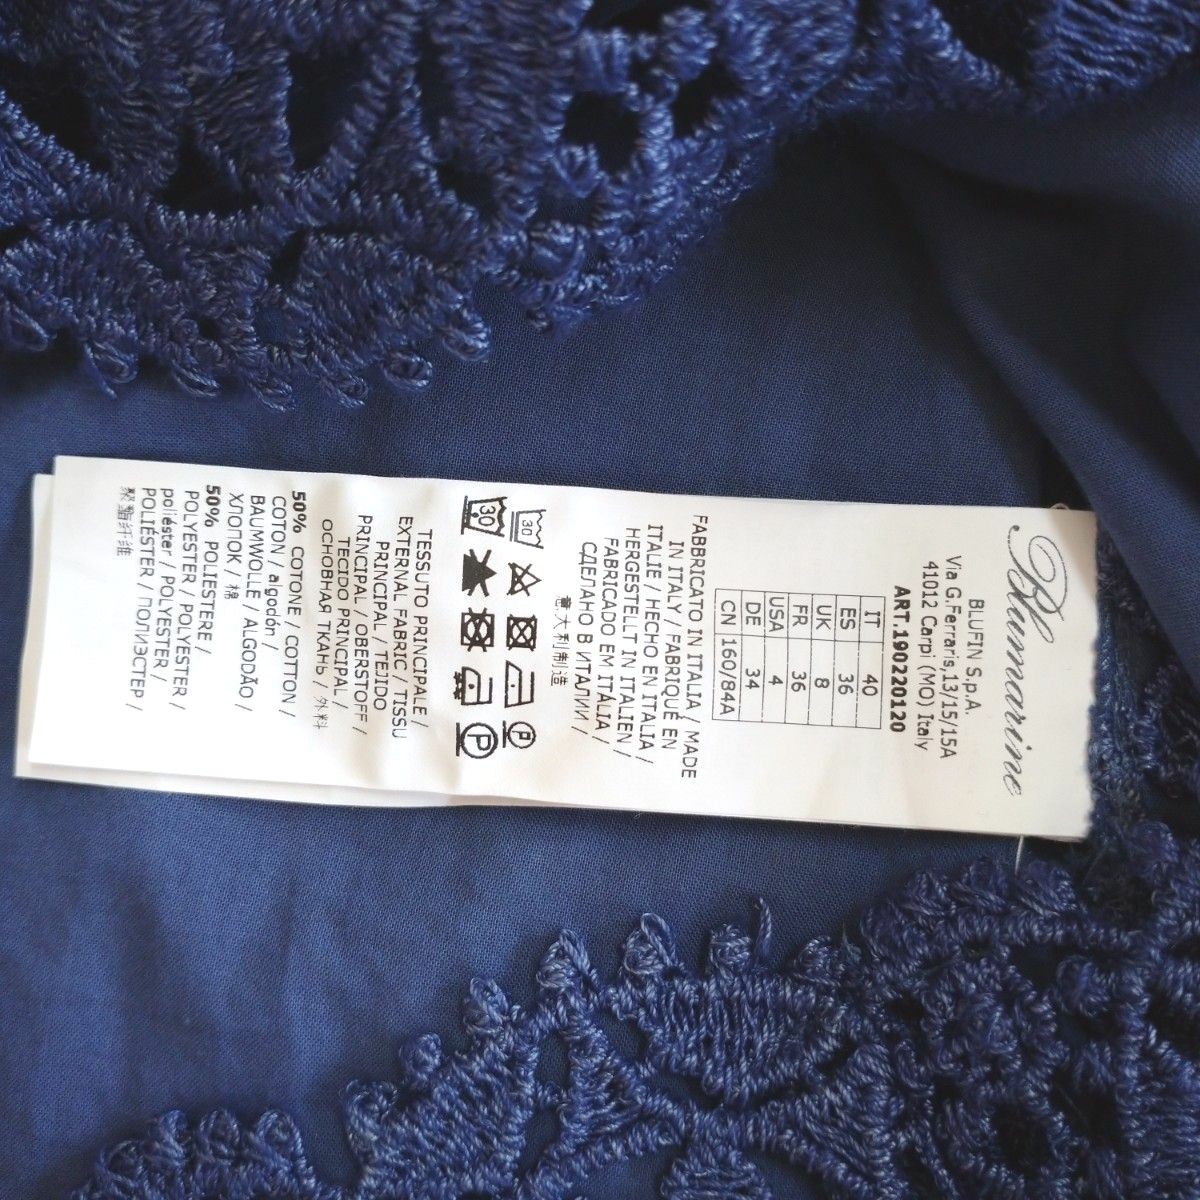 Blumarine
BLUFIN S.p.A.
Via G.Ferraris,13/15/15A
41012 Carpi (MO) Italy
ART.190220120
IT 40
ES 36
UK 8
FR 36
USA 4
DE 34
CN 160/84A
FABBRICATO IN ITALIA / MADE
IN ITALY / FABRIQUÉ EN
ITALIE / HECHO EN ITALIA /
HERGESTELLT IN ITALIEN /
FABRICADO EM ITÁLIA /
СДЕЛАНО В ИТАЛИИ /
意大利制造
30 P
30 P
TESSUTO PRINCIPALE /
EXTERNAL FABRIC / TISSU
PRINCIPAL / TEJIDO
PRINCIPAL / OBERSTOFF /
TECIDO PRINCIPAL /
ОСНОВНАЯ ТКАНЬ / 外料
50% COTONE / COTTON /
COTON / algodón /
BAUMWOLLE / ALGODÃO /
ХЛОПОК / 棉
50% POLIESTERE /
POLYESTER / POLYESTER /
poliéster / POLYESTER /
POLIÉSTER / ПОЛИЭСТЕР /
聚酯纤维